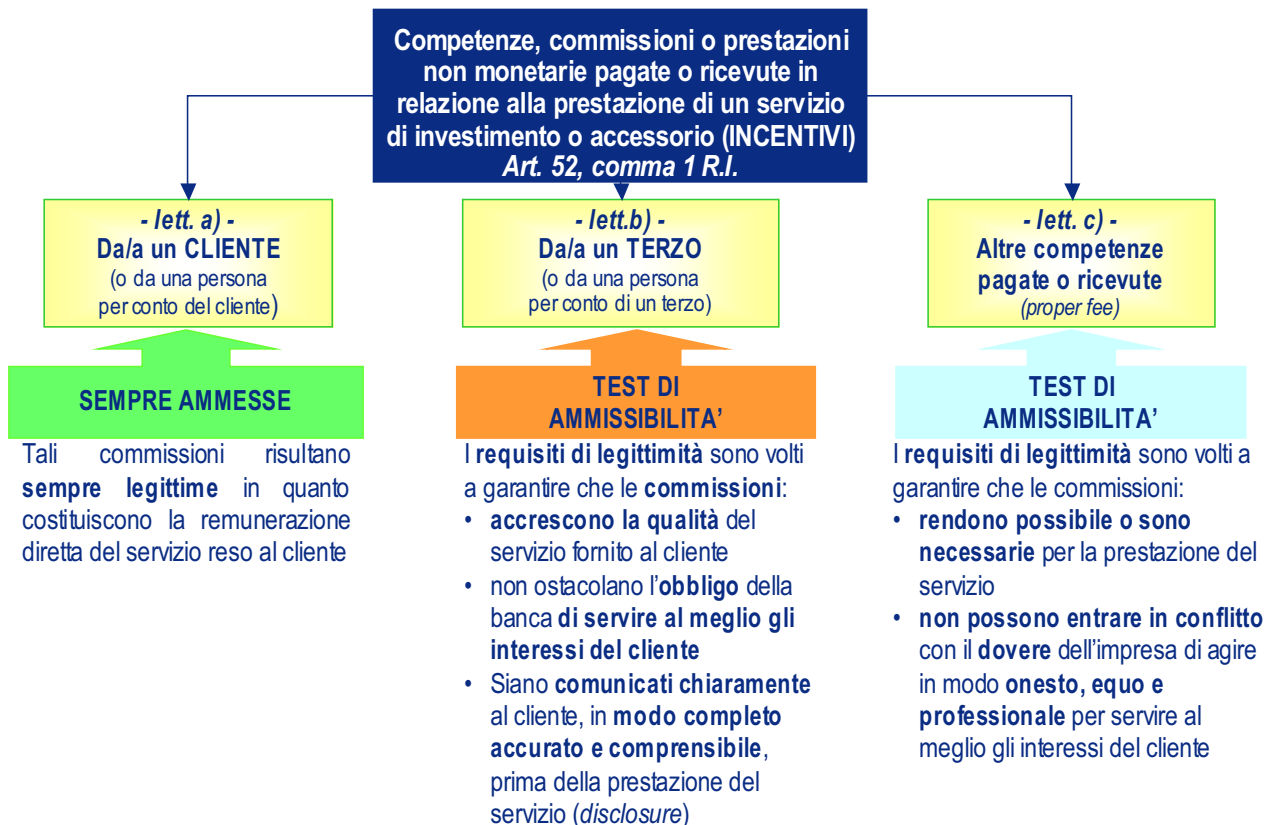 Competenze, commissioni o prestazioni
non monetarie pagate o ricevute in
relazione alla prestazione di un servizio
di investimento o accessorio (INCENTIVI)
Art. 52, comma 1 R.I.
- lett. a) -
Da/a un CLIENTE
(o da una persona
per conto del cliente)
SEMPRE AMMESSE
Tali commissioni risultano
sempre legittime in quanto
costituiscono la remunerazione
diretta del servizio reso al cliente
- lett.b) -
Da/a un TERZO
(o da una persona
per conto di un terzo)
TEST DI
AMMISSIBILITA’
I requisiti di legittimità sono volti
a garantire che le commissioni:
• accrescono la qualità del
servizio fornito al cliente
• non ostacolano l’obbligo della
banca di servire al meglio gli
interessi del cliente
• Siano comunicati chiaramente
al cliente, in modo completo
accurato e comprensibile,
prima della prestazione del
servizio (disclosure)
- lett. c) -
Altre competenze
pagate o ricevute
(proper fee)
TEST DI
AMMISSIBILITA’
I requisiti di legittimità sono volti a
garantire che le commissioni:
• rendono possibile o sono
necessarie per la prestazione del
servizio
• non possono entrare in conflitto
con il dovere dell’impresa di agire
in modo onesto, equo e
professionale per servire al
meglio gli interessi del cliente